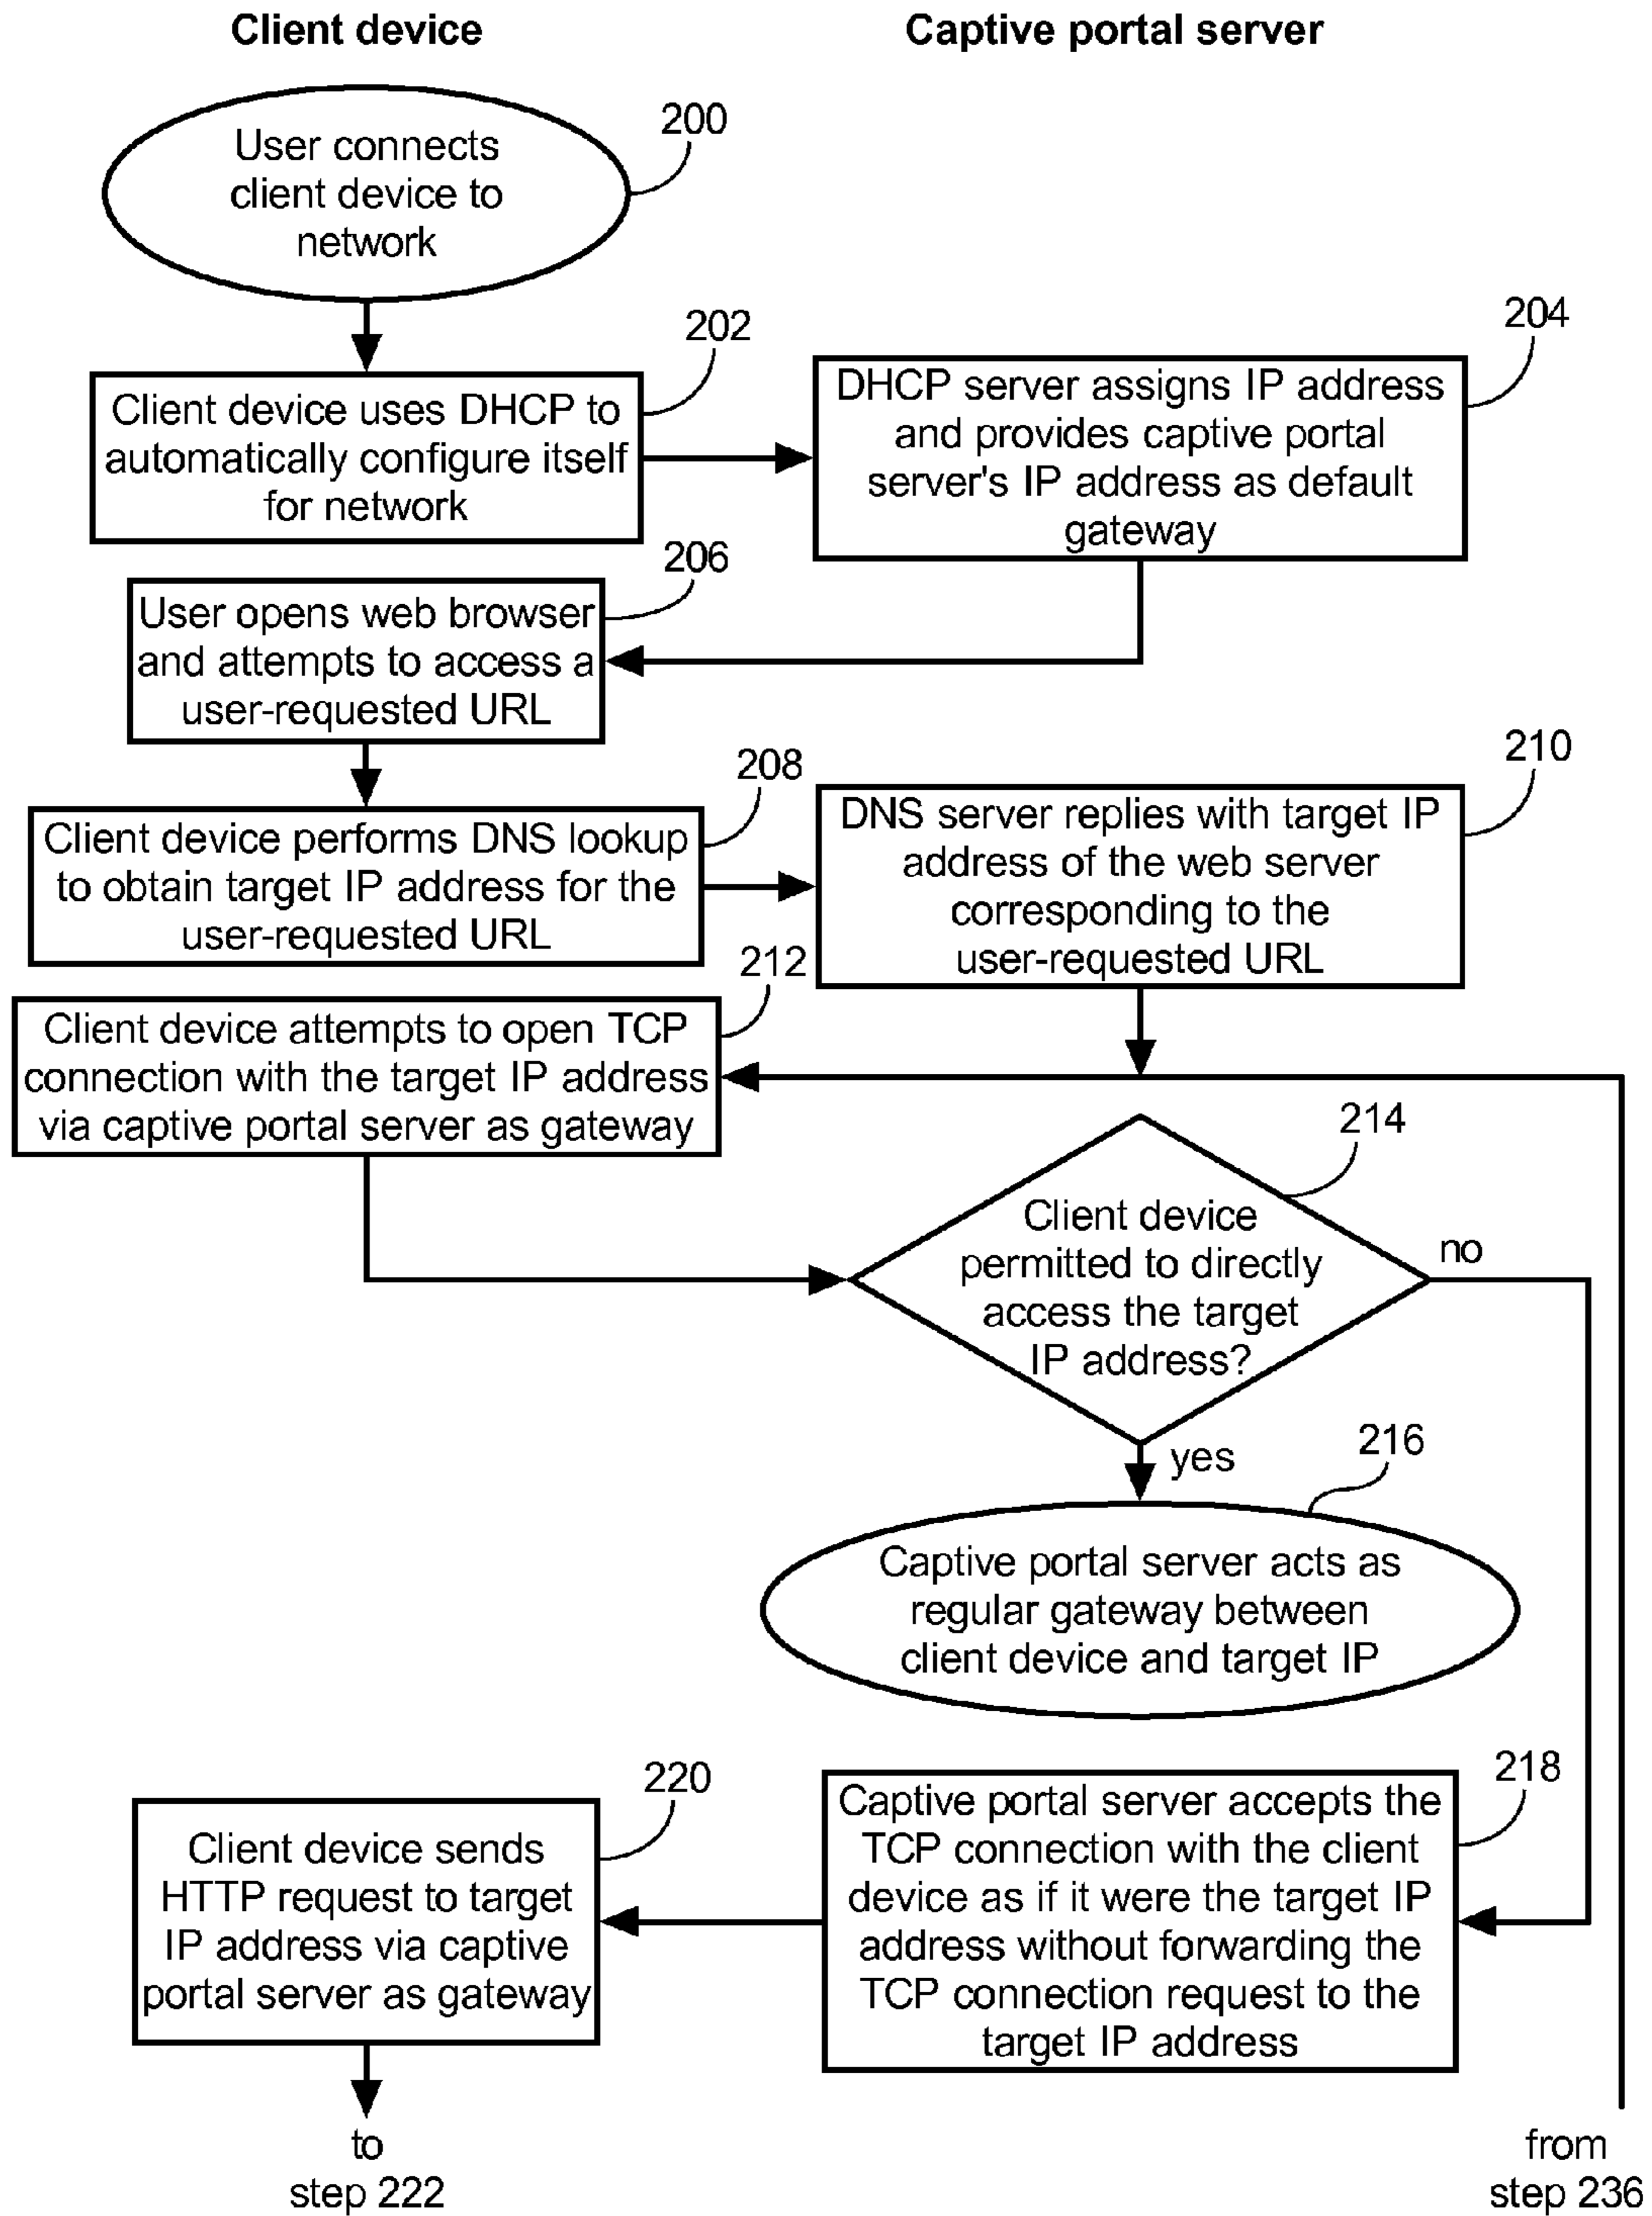 Client device
Captive portal server
200
User connects
client device to
network
202
Client device uses DHCP to
automatically configure itself
for network
204
DHCP server assigns IP address
and provides captive portal
server's IP address as default
gateway
206
User opens web browser
and attempts to access a
user-requested URL
208
Client device performs DNS lookup
to obtain target IP address for the
user-requested URL
210
DNS server replies with target IP
address of the web server
corresponding to the
user-requested URL
212
Client device attempts to open TCP
connection with the target IP address
via captive portal server as gateway
214
Client device
permitted to directly
access the target
IP address?
no
yes
216
Captive portal server acts as
regular gateway between
client device and target IP
218
Captive portal server accepts the
TCP connection with the client
device as if it were the target IP
address without forwarding the
TCP connection request to the
target IP address
220
Client device sends
HTTP request to target
IP address via captive
portal server as gateway
to
step 222
from
step 236